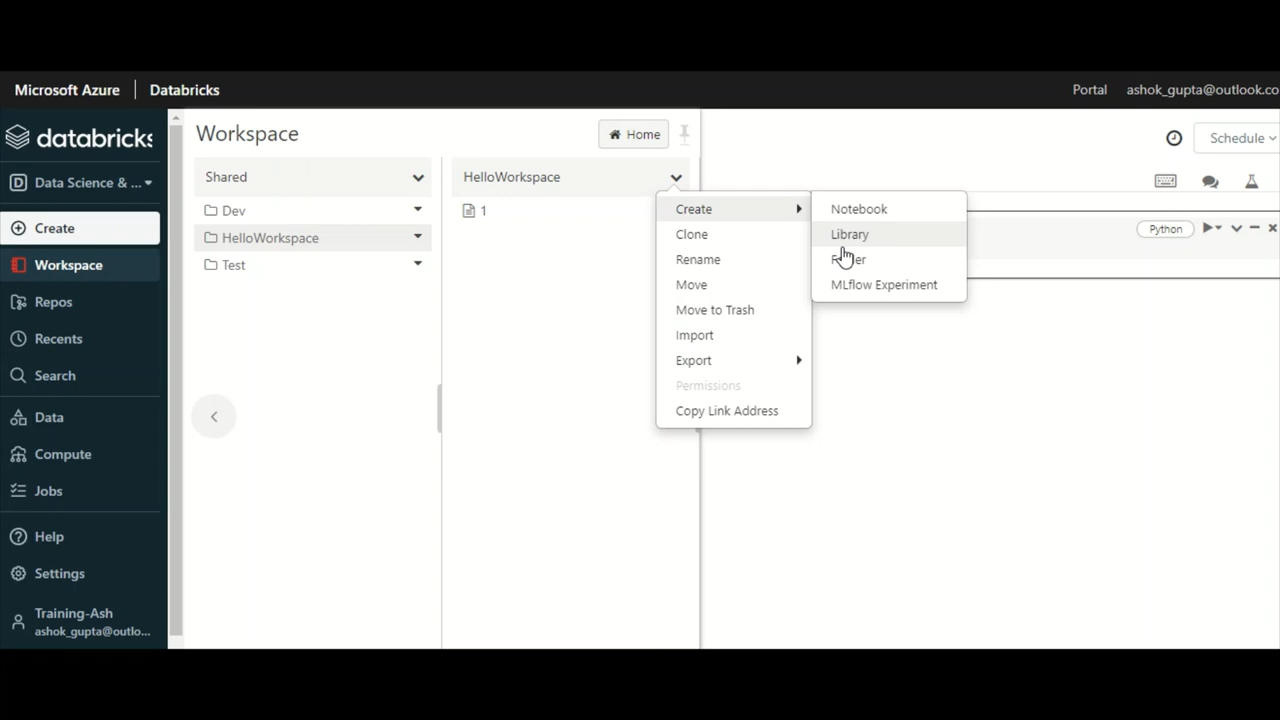 Microsoft Azure Databricks Portal ashok_gupta@outlook.co
databricks
Data Science & ...
Create
Workspace
Repos
Recents
Search
Data
Compute
Jobs
Help
Settings
Training-Ash
ashok_gupta@outlo...
Workspace
Home
Shared
Dev
HelloWorkspace
Test
HelloWorkspace
1
Create
Clone
Rename
Move
Move to Trash
Import
Export
Permissions
Copy Link Address
Notebook
Library
MLflow Experiment
Schedule
Python